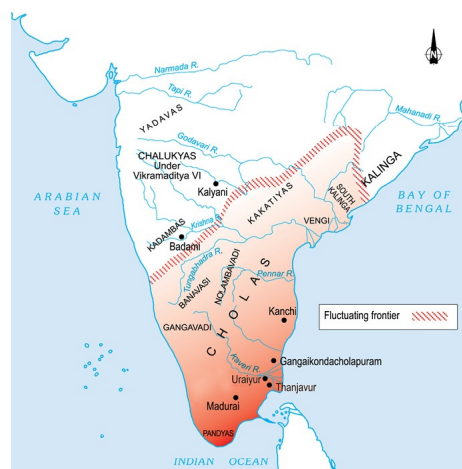 N
Narmada R.
Tapi R.
Mahanadi R.
YADAVAS
Godavari R.
CHALUKYAS
Under
Vikramaditya VI
KALINGA
Kalyani
KAKATIYAS
SOUTH
KALINGA
ARABIAN
SEA
BAY OF
BENGAL
KADAMBAS
Krishna R.
VENGI
Badami
Tungabhadra R.
NOLAMBAVADI
Pennar R.
BANAVASI
CHOLAS
Kanchi
Fluctuating frontier
GANGAVADI
Kaveri R.
Gangaikondacholapuram
Uraiyur
Thanjavur
Madurai
PANDYAS
INDIAN OCEAN